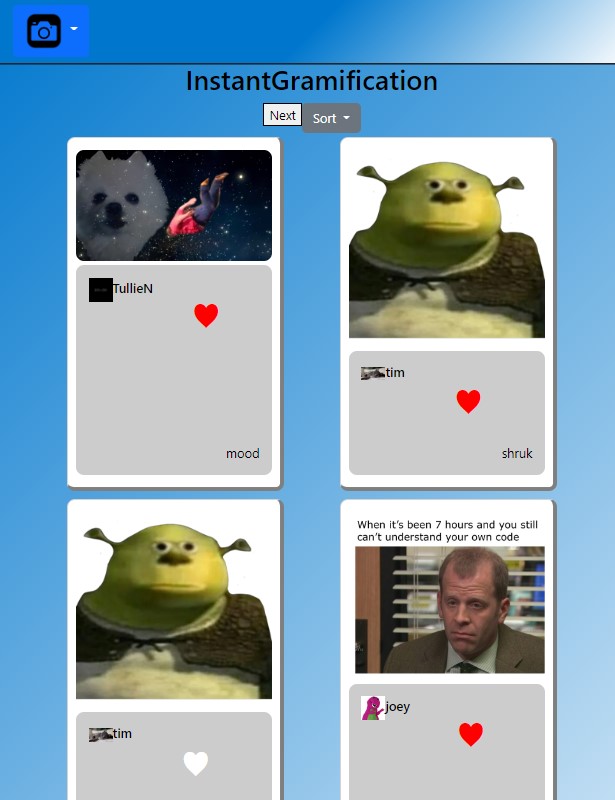 InstantGramification
Next
Sort
TullieN
mood
tim
shruk
tim
When it's been 7 hours and you still
can't understand your own code
joey